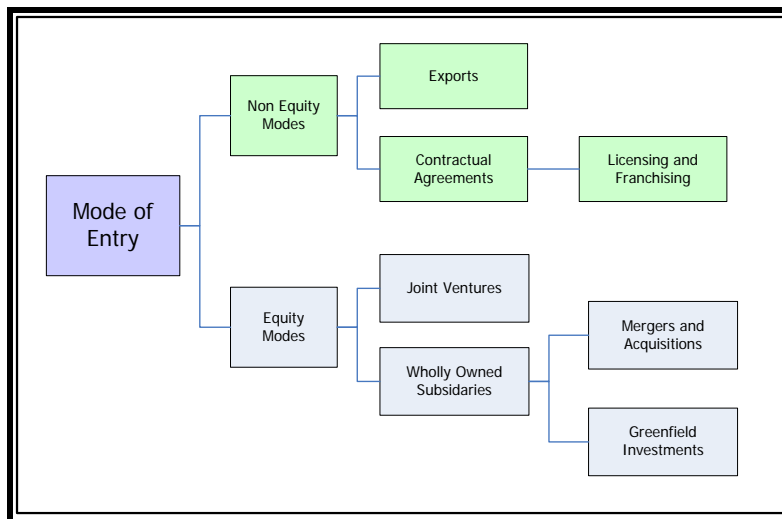 Mode of
Entry
Non Equity
Modes
Exports
Contractual
Agreements
Licensing and
Franchising
Equity
Modes
Joint Ventures
Wholly Owned
Subsidaries
Mergers and
Acquisitions
Greenfield
Investments